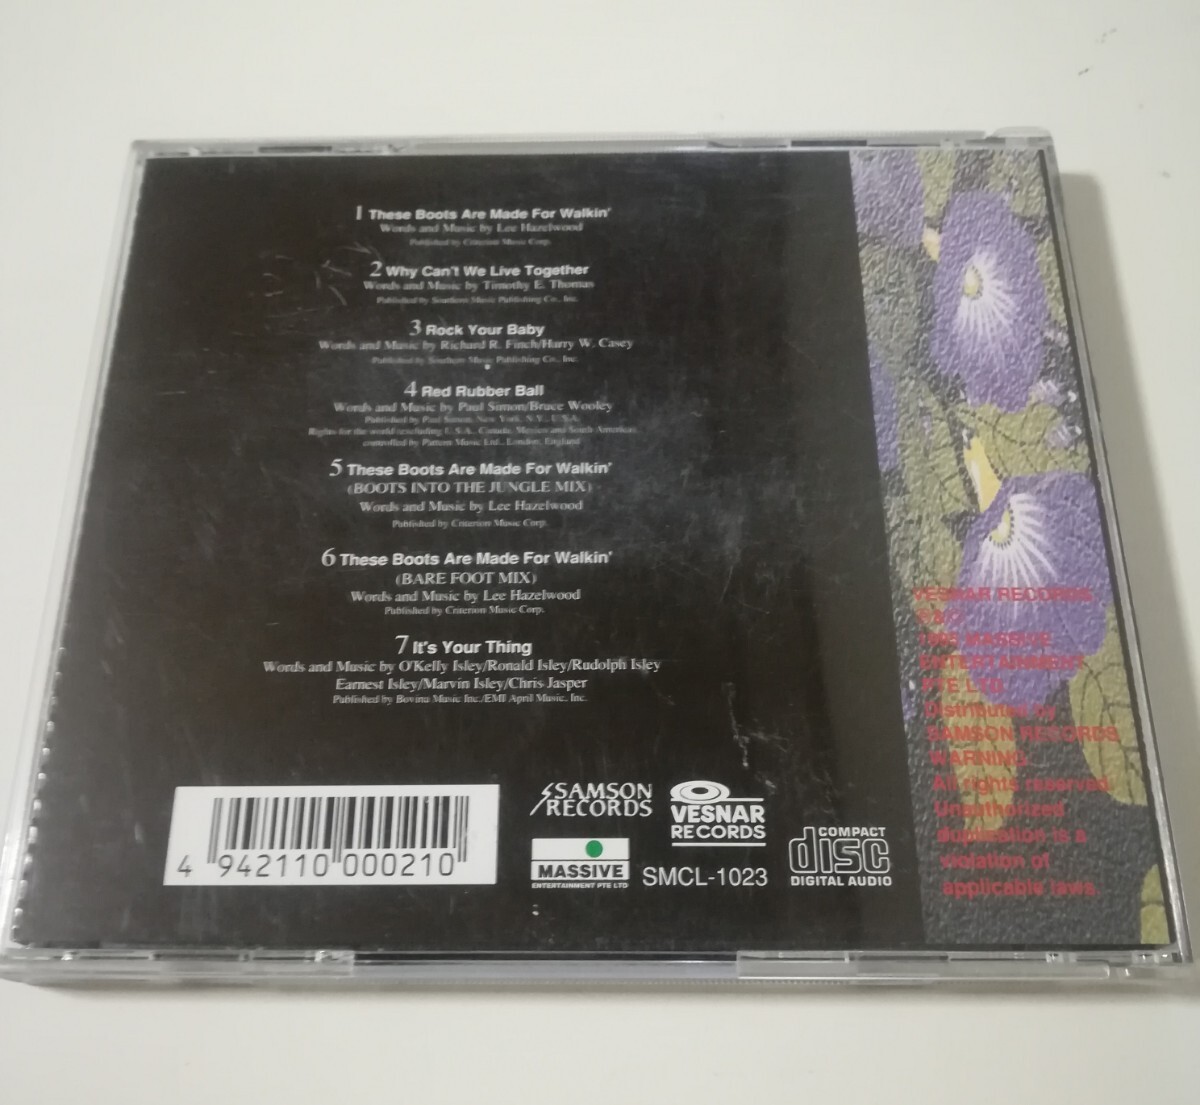 1 These Boots Are Made For Walkin'
Words and Music by Lee Hazelwood
Published by Criterion Music Corp.
2 Why Can't We Live Together
Words and Music by Timothy E. Thomas
Published by Southern Music Publishing Co., Inc.
3 Rock Your Baby
Words and Music by Richard R. Finch/Harry W. Casey
Published by Southern Music Publishing Co., Inc.
4 Red Rubber Ball
Words and Music by Paul Simon/Bruce Wooley
Published by Paul Simon, New York, N.Y., U.S.A.
Rights for the world excluding U.S.A., Canada, Mexico and South Americas
controlled by Pattern Music Ltd., London, England
5 These Boots Are Made For Walkin'
(BOOTS INTO THE JUNGLE MIX)
Words and Music by Lee Hazelwood
Published by Criterion Music Corp.
6 These Boots Are Made For Walkin'
(BARE FOOT MIX)
Words and Music by Lee Hazelwood
Published by Criterion Music Corp.
7 It's Your Thing
Words and Music by O'Kelly Isley/Ronald Isley/Rudolph Isley
Earnest Isley/Marvin Isley/Chris Jasper
Published by Bovina Music Inc./EMI April Music, Inc.
4 942110 000210
SAMSON
RECORDS
MASSIVE
ENTERTAINMENT PTE LTD
VESNAR
RECORDS
SMCL-1023
COMPACT
disc
DIGITAL AUDIO
VESNAR RECORDS
℗&©
MASSIVE
ENTERTAINMENT
PTE LTD
Distributed by
SAMSON RECORDS
WARNING:
All rights reserved
Unauthorized
duplication is a
violation of
applicable laws.